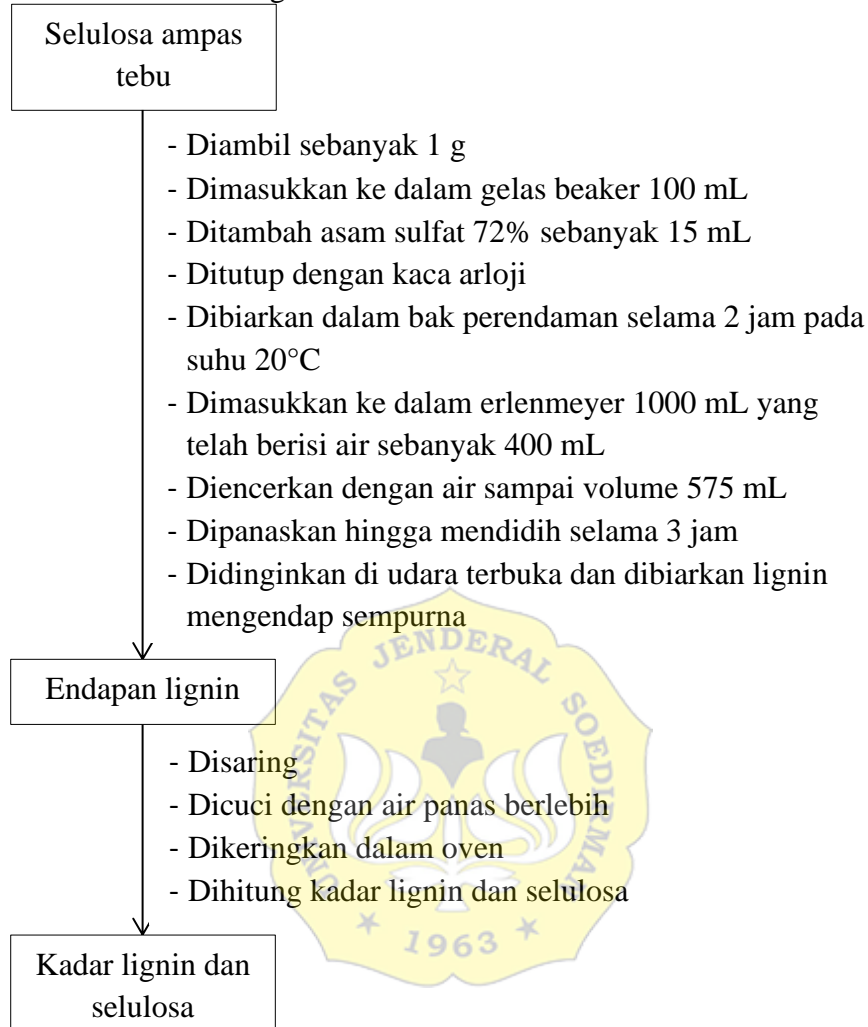 Selulosa ampas
tebu
- Diambil sebanyak 1 g
- Dimasukkan ke dalam gelas beaker 100 mL
- Ditambah asam sulfat 72% sebanyak 15 mL
- Ditutup dengan kaca arloji
- Dibiarkan dalam bak perendaman selama 2 jam pada
suhu 20°C
- Dimasukkan ke dalam erlenmeyer 1000 mL yang
telah berisi air sebanyak 400 mL
- Diencerkan dengan air sampai volume 575 mL
- Dipanaskan hingga mendidih selama 3 jam
- Didinginkan di udara terbuka dan dibiarkan lignin
mengendap sempurna
Endapan lignin
- Disaring
- Dicuci dengan air panas berlebih
- Dikeringkan dalam oven
- Dihitung kadar lignin dan selulosa
Kadar lignin dan
selulosa
UNIVERSITAS JENDERAL SOEDIRMAN
1963